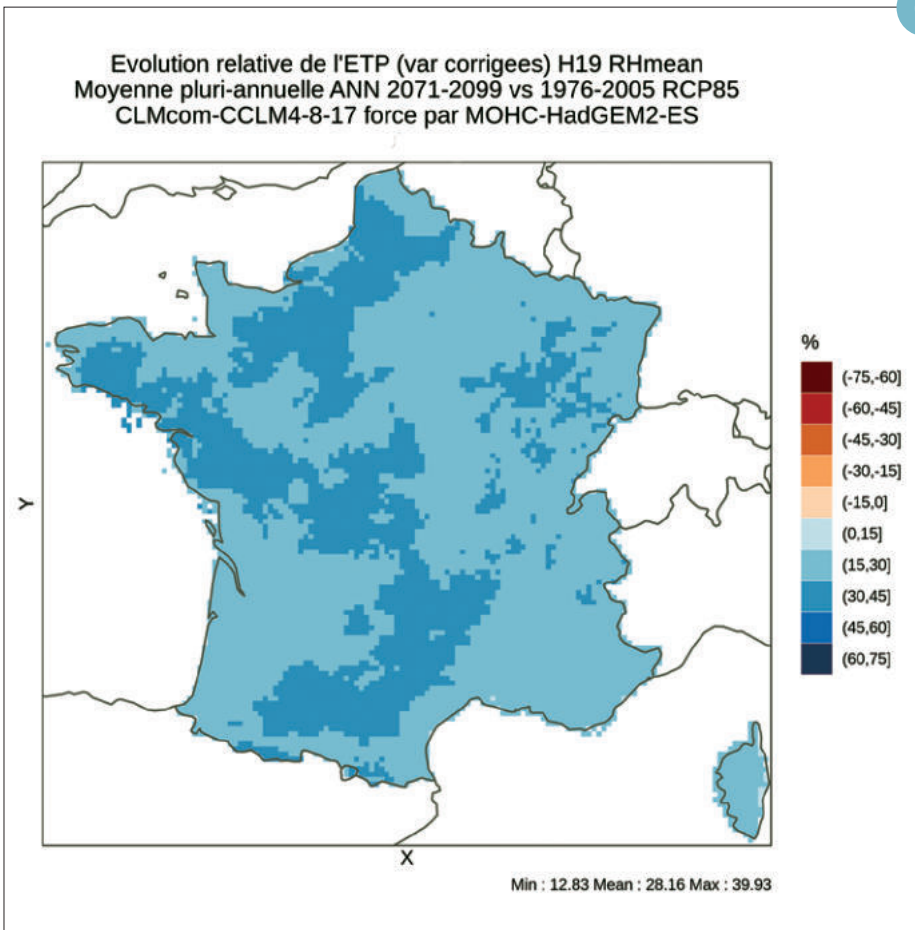 Evolution relative de l'ETP (var corrigees) H19 RHmean
Moyenne pluri-annuelle ANN 2071-2099 vs 1976-2005 RCP85
CLMcom-CCLM4-8-17 force par MOHC-HadGEM2-ES
%
(-75,-60]
(-60,-45]
(-45,-30]
(-30,-15]
(-15,0]
(0,15]
(15,30]
(30,45]
(45,60]
(60,75]
Y
X
Min : 12.83 Mean : 28.16 Max : 39.93